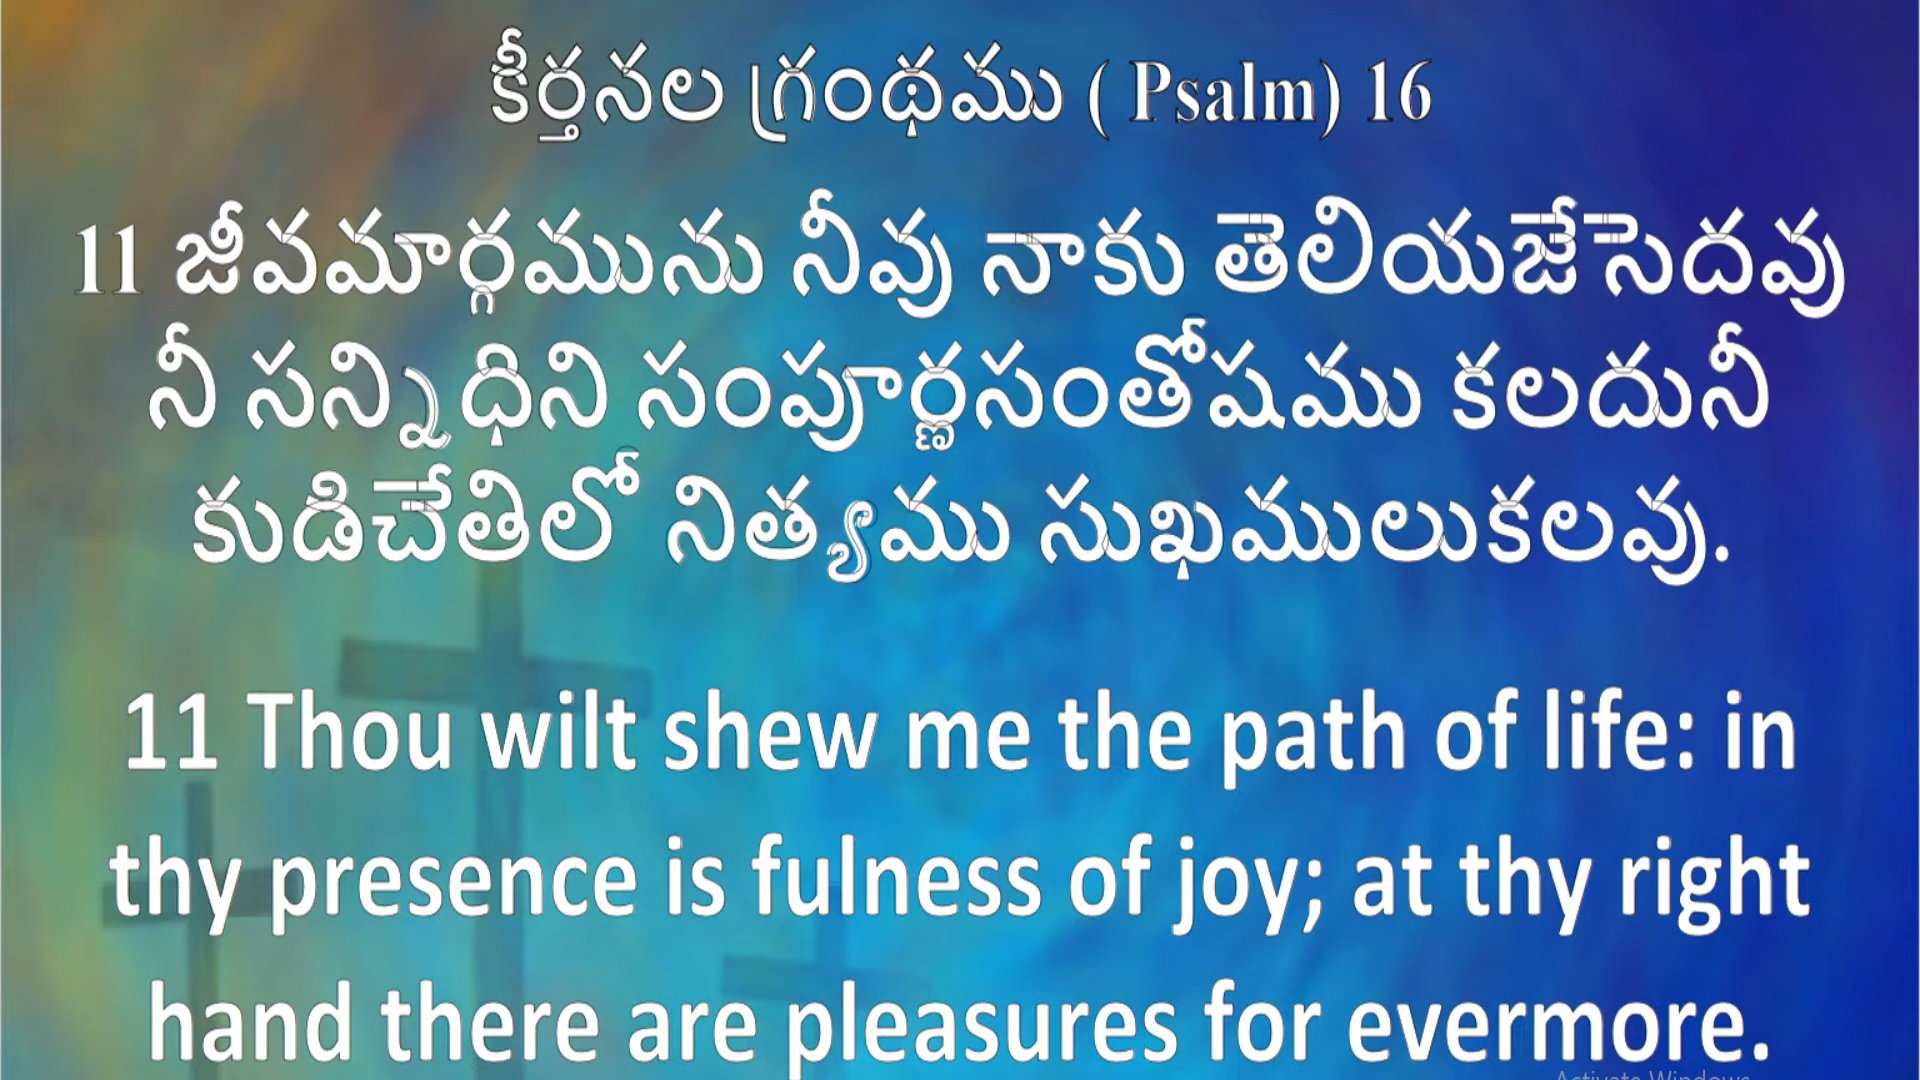 కీర్తనల గ్రంథము ( Psalm) 16
11 జీవమార్గమును నీవు నాకు తెలియజేసెదవు
నీ సన్నిధిని సంపూర్ణసంతోషము కలదునీ
కుడిచేతిలో నిత్యము సుఖములుకలవు.
11 Thou wilt shew me the path of life: in
thy presence is fulness of joy; at thy right
hand there are pleasures for evermore.
Activate Windows